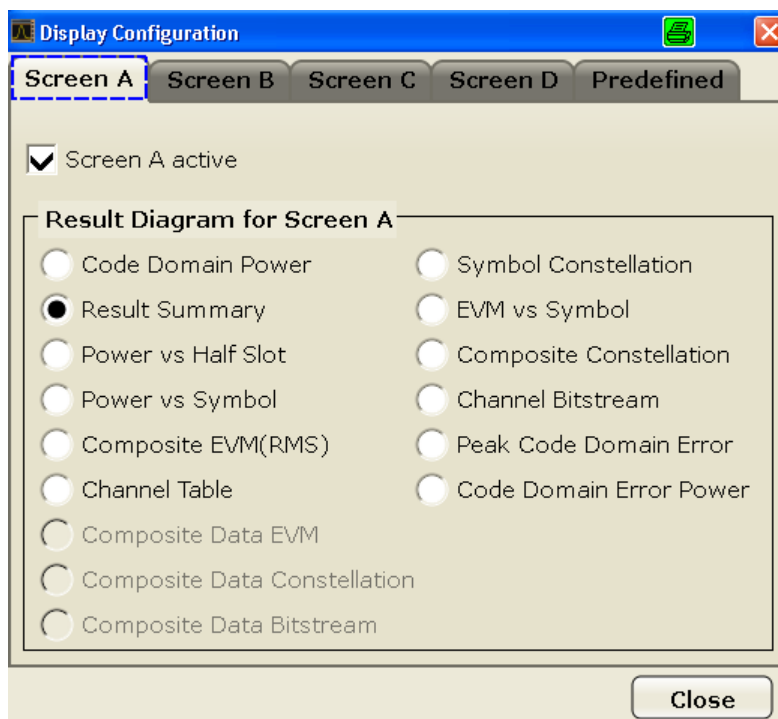 Display Configuration
Screen A Screen B Screen C Screen D Predefined
Screen A active
Result Diagram for Screen A
Code Domain Power
Result Summary
Power vs Half Slot
Power vs Symbol
Composite EVM(RMS)
Channel Table
Composite Data EVM
Composite Data Constellation
Composite Data Bitstream
Symbol Constellation
EVM vs Symbol
Composite Constellation
Channel Bitstream
Peak Code Domain Error
Code Domain Error Power
Close